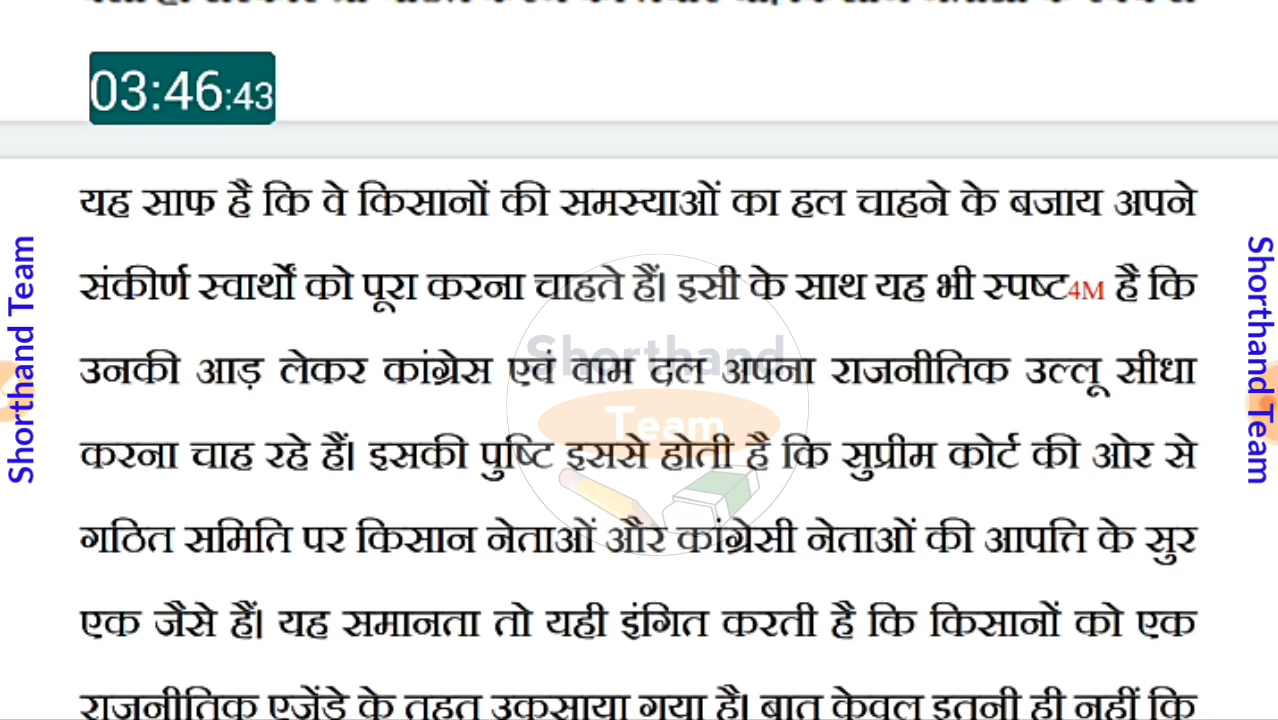 03:46:43
यह साफ है कि वे किसानों की समस्याओं का हल चाहने के बजाय अपने
संकीर्ण स्वार्थों को पूरा करना चाहते हैं। इसी के साथ यह भी स्पष्ट4M है कि
उनकी आड़ लेकर कांग्रेस एवं वाम दल अपना राजनीतिक उल्लू सीधा
करना चाह रहे हैं। इसकी पुष्टि इससे होती है कि सुप्रीम कोर्ट की ओर से
गठित समिति पर किसान नेताओं और कांग्रेसी नेताओं की आपत्ति के सुर
एक जैसे हैं। यह समानता तो यही इंगित करती है कि किसानों को एक
राजनीतिक एजेंडे के तहत उकसाया गया है। बात केवल इतनी ही नहीं कि
Shorthand Team
Shorthand Team
Shorthand
Team